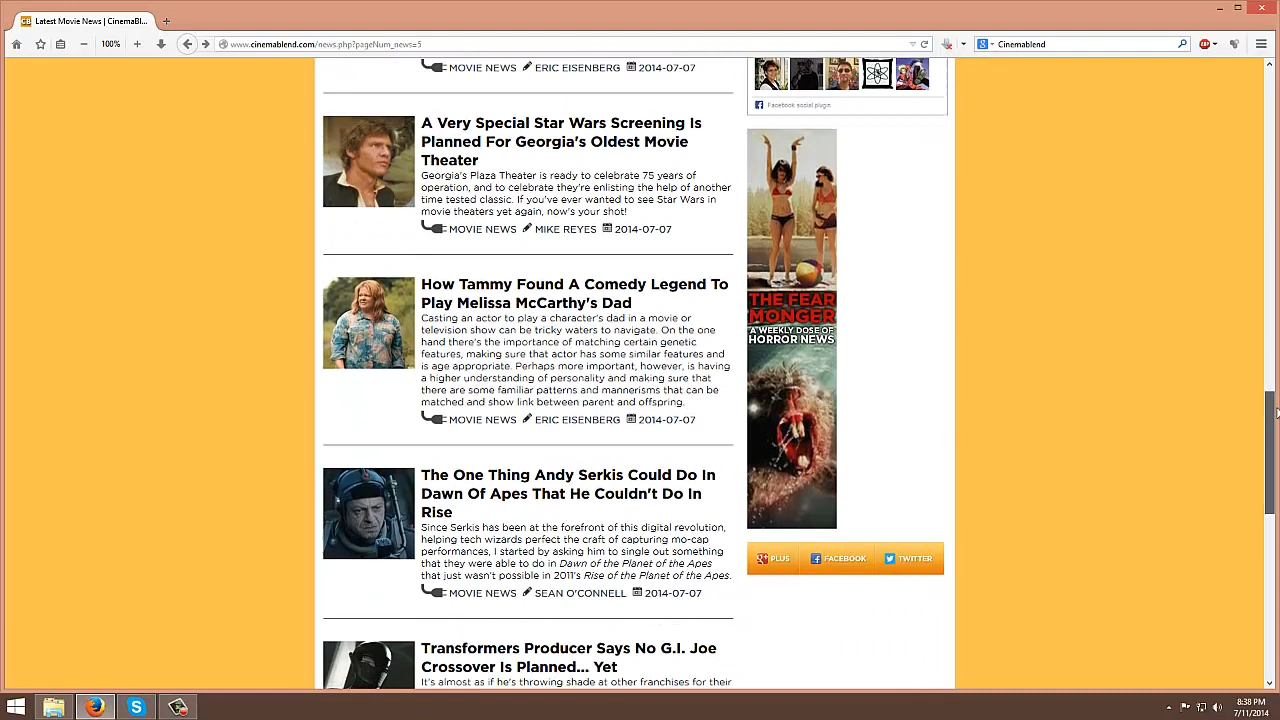 Latest Movie News | CinemaBl...
100%
www.cinemablend.com/news.php?pageNum_news=5
Cinemablend
MOVIE NEWS ERIC EISENBERG 2014-07-07
A Very Special Star Wars Screening Is
Planned For Georgia's Oldest Movie
Theater
Georgia's Plaza Theater is ready to celebrate 75 years of
operation, and to celebrate they're enlisting the help of another
time tested classic. If you've ever wanted to see Star Wars in
movie theaters yet again, now's your shot!
MOVIE NEWS MIKE REYES 2014-07-07
How Tammy Found A Comedy Legend To
Play Melissa McCarthy's Dad
Casting an actor to play a character's dad in a movie or
television show can be tricky waters to navigate. On the one
hand there's the importance of matching certain genetic
features, making sure that actor has some similar features and
is age appropriate. Perhaps more important, however, is having
a higher understanding of personality and making sure that
there are some familiar patterns and mannerisms that can be
matched and show link between parent and offspring.
MOVIE NEWS ERIC EISENBERG 2014-07-07
The One Thing Andy Serkis Could Do In
Dawn Of Apes That He Couldn't Do In
Rise
Since Serkis has been at the forefront of this digital revolution,
helping tech wizards perfect the craft of capturing mo-cap
performances, I started by asking him to single out something
that they were able to do in Dawn of the Planet of the Apes
that just wasn't possible in 2011's Rise of the Planet of the Apes.
MOVIE NEWS SEAN O'CONNELL 2014-07-07
Transformers Producer Says No G.I. Joe
Crossover Is Planned... Yet
It's almost as if he's throwing shade at other franchises for their
Facebook social plugin
THE FEAR
MONGER
A WEEKLY DOSE OF
HORROR NEWS
PLUS FACEBOOK TWITTER
8:38 PM
7/11/2014